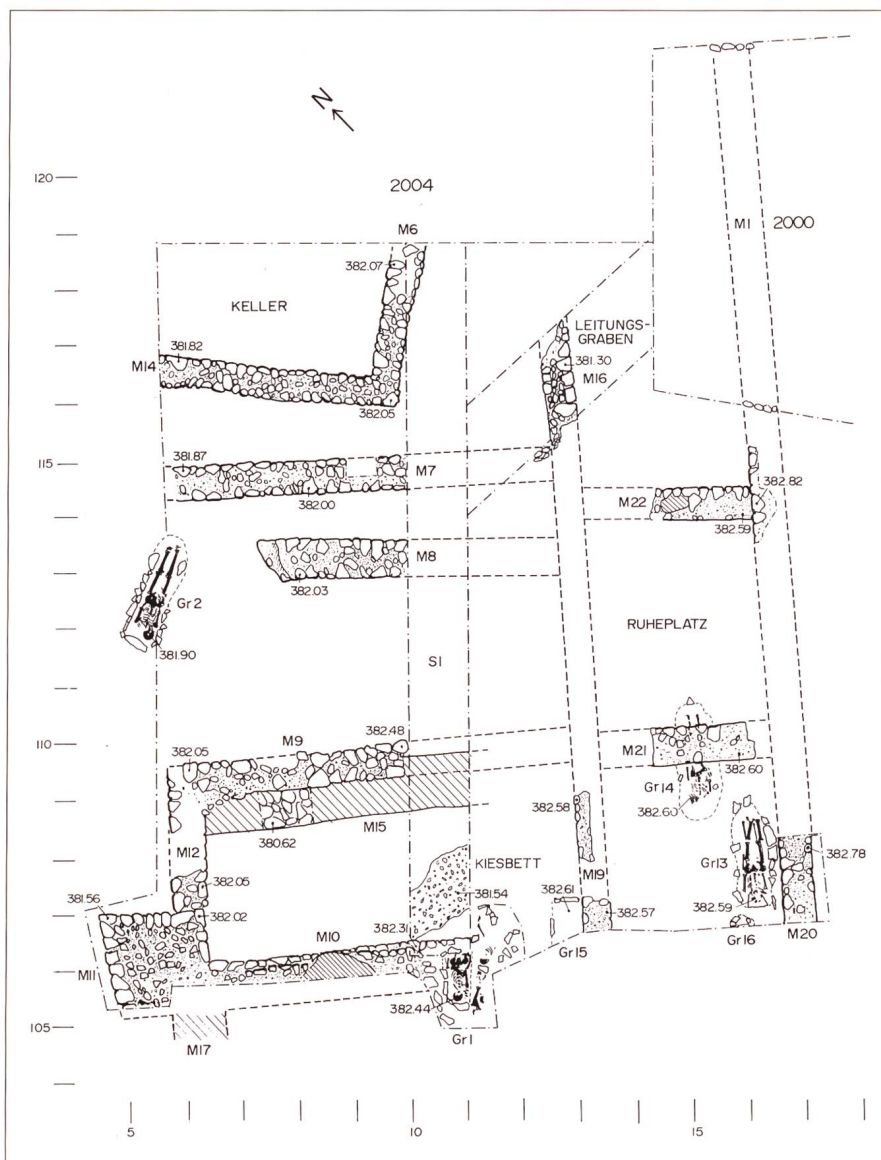 N
120
2004
M6
M1
2000
382.07
KELLER
LEITUNGS-
GRABEN
381.82
M14
381.30
M16
382.05
115
381.87
M7
382.00
M22
382.82
382.59
M8
382.03
Gr 2
381.90
RUHEPLATZ
S1
110
M9
382.48
382.05
M21
382.60
Gr14
382.60
M15
380.62
382.58
M12
KIESBETT
M19
Gr13
382.78
381.54
382.05
381.56
382.02
382.61
382.57
382.59
M10
382.31
Gr15
Gr16
M20
M11
382.44
105
M17
Gr1
5
10
15